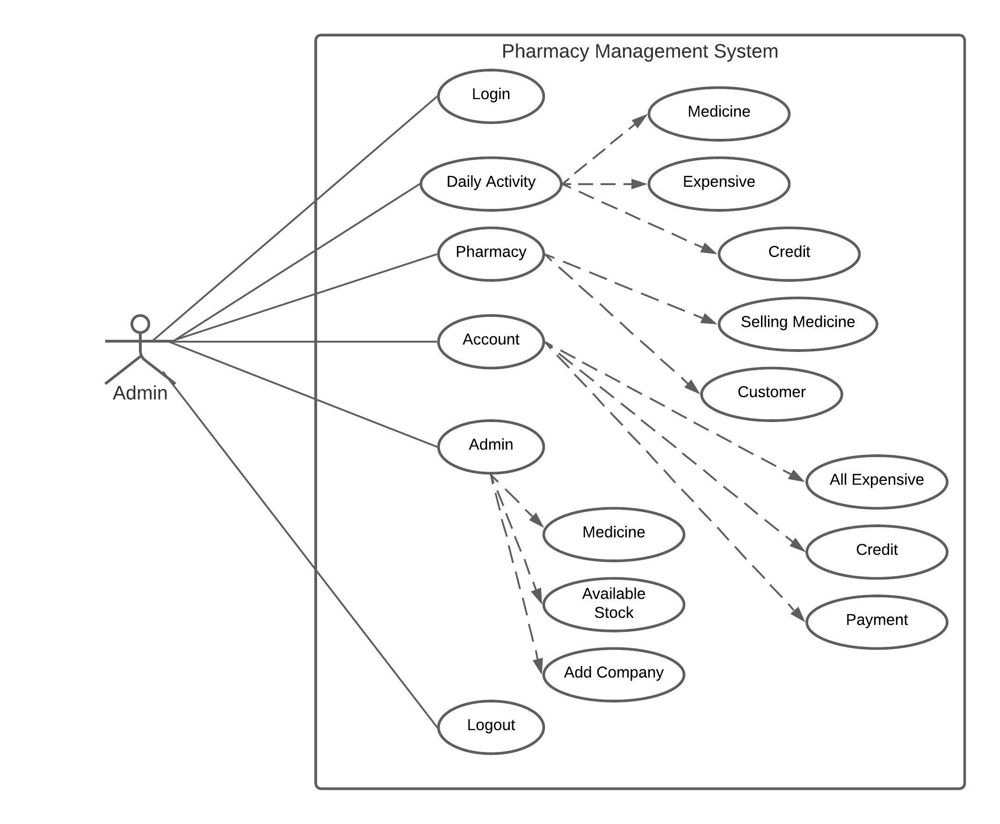 Pharmacy Management System
Login
Medicine
Daily Activity
Expensive
Pharmacy
Credit
Selling Medicine
Account
Customer
Admin
Admin
All Expensive
Medicine
Credit
Available
Stock
Payment
Add Company
Logout